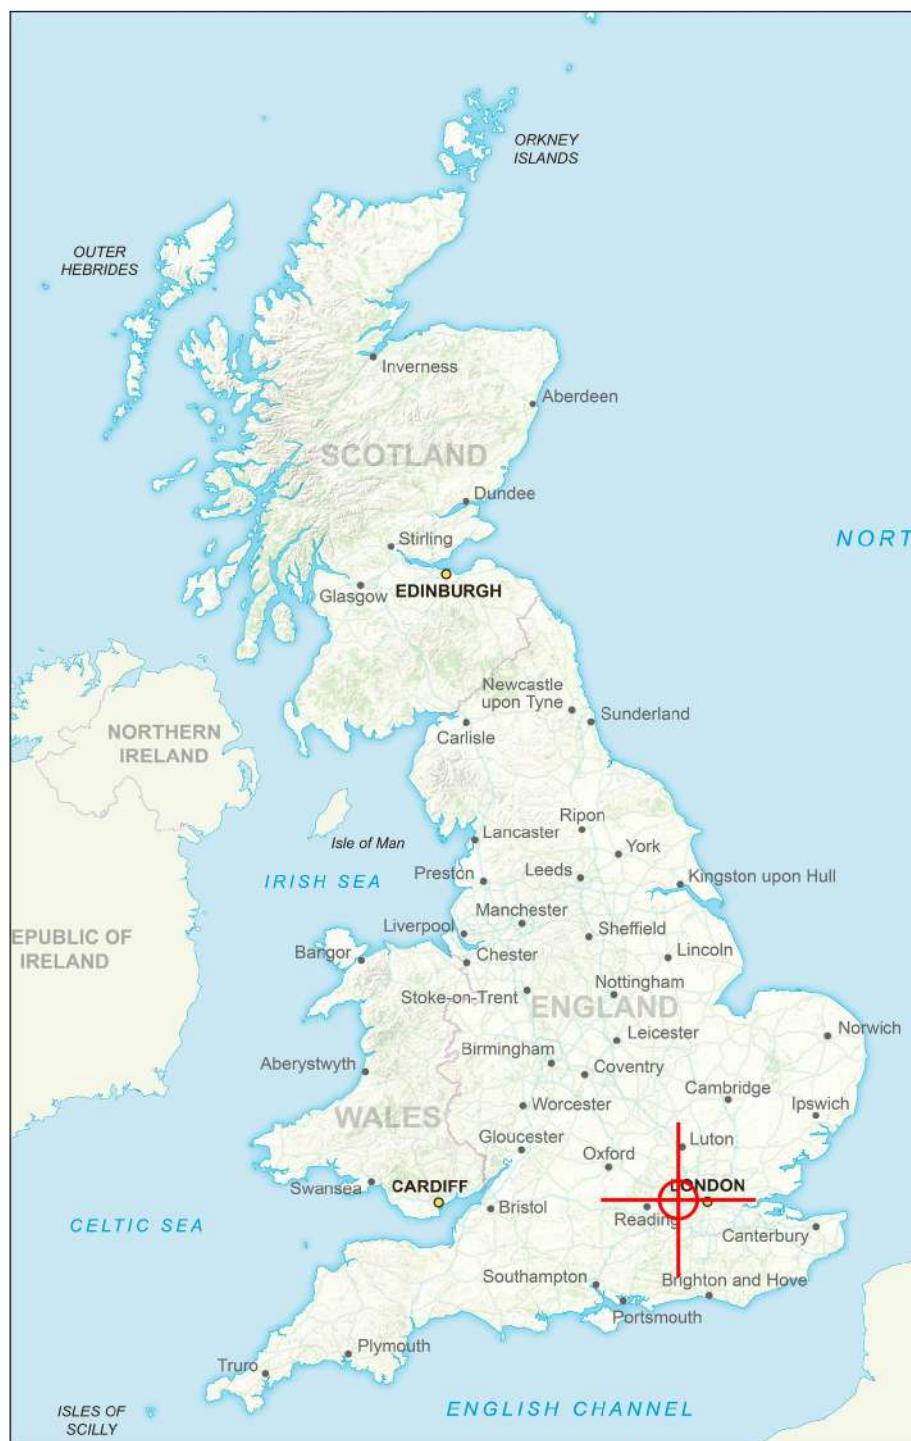 ORKNEY
ISLANDS
OUTER
HEBRIDES
Inverness
Aberdeen
SCOTLAND
Dundee
NORT
Stirling
Glasgow
EDINBURGH
Newcastle
upon Tyne
Sunderland
Carlisle
NORTHERN
IRELAND
Ripon
Isle of Man
Lancaster
York
IRISH SEA
Preston
Leeds
Kingston upon Hull
Manchester
Liverpool
Sheffield
EPUBLIC OF
IRELAND
Bangor
Chester
Lincoln
Stoke-on-Trent
Nottingham
ENGLAND
Leicester
Norwich
Birmingham
Aberystwyth
Coventry
Cambridge
WALES
Worcester
Ipswich
Gloucester
Oxford
Luton
Swansea
CARDIFF
LONDON
CELTIC SEA
Bristol
Reading
Canterbury
Southampton
Brighton and Hove
Portsmouth
Plymouth
Truro
ISLES OF
SCILLY
ENGLISH CHANNEL